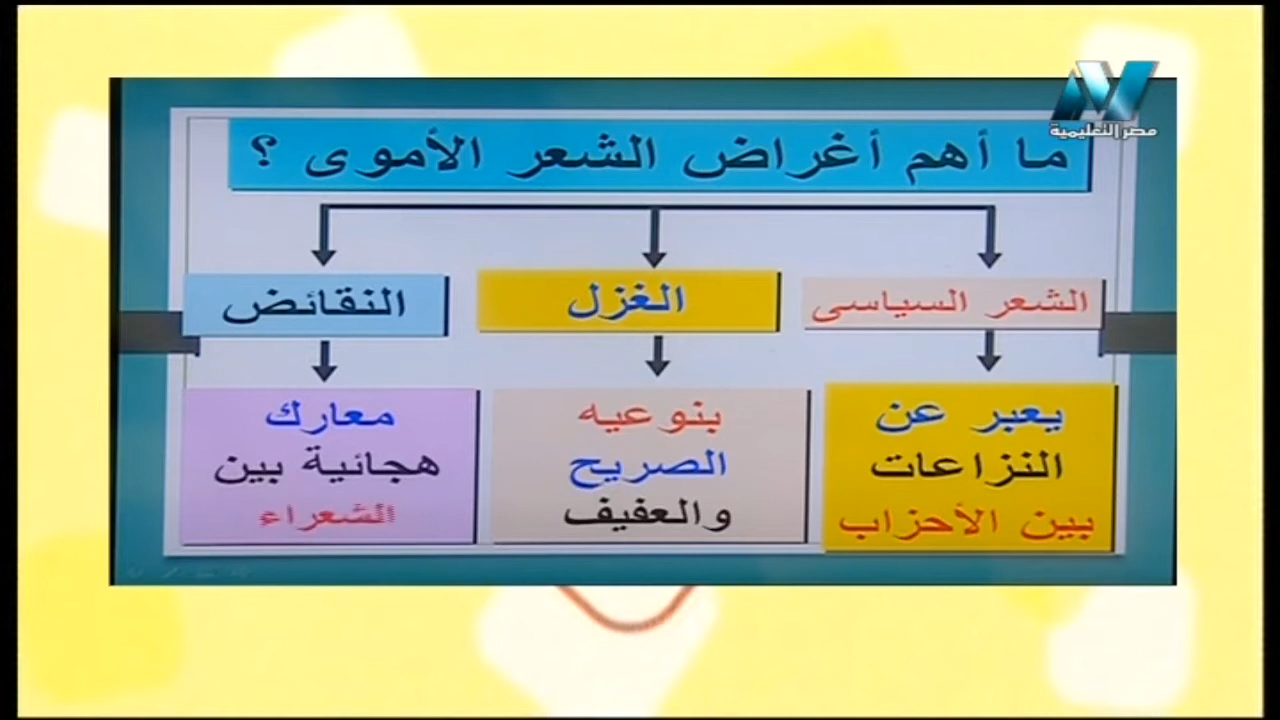 مصر التعليمية
ما أهم أغراض الشعر الأموى ؟
الشعر السياسى
يعبر عن
النزاعات
بين الأحزاب
الغزل
بنوعيه
الصريح
والعفيف
النقائض
معارك
هجائية بين
الشعراء